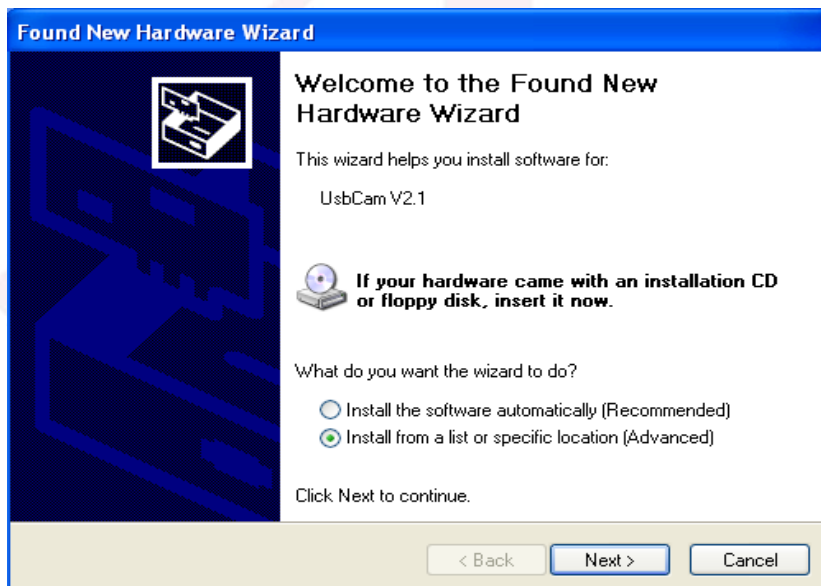 Found New Hardware Wizard
Welcome to the Found New
Hardware Wizard
This wizard helps you install software for:
UsbCam V2.1
If your hardware came with an installation CD
or floppy disk, insert it now.
What do you want the wizard to do?
Install the software automatically (Recommended)
Install from a list or specific location (Advanced)
Click Next to continue.
< Back Next > Cancel